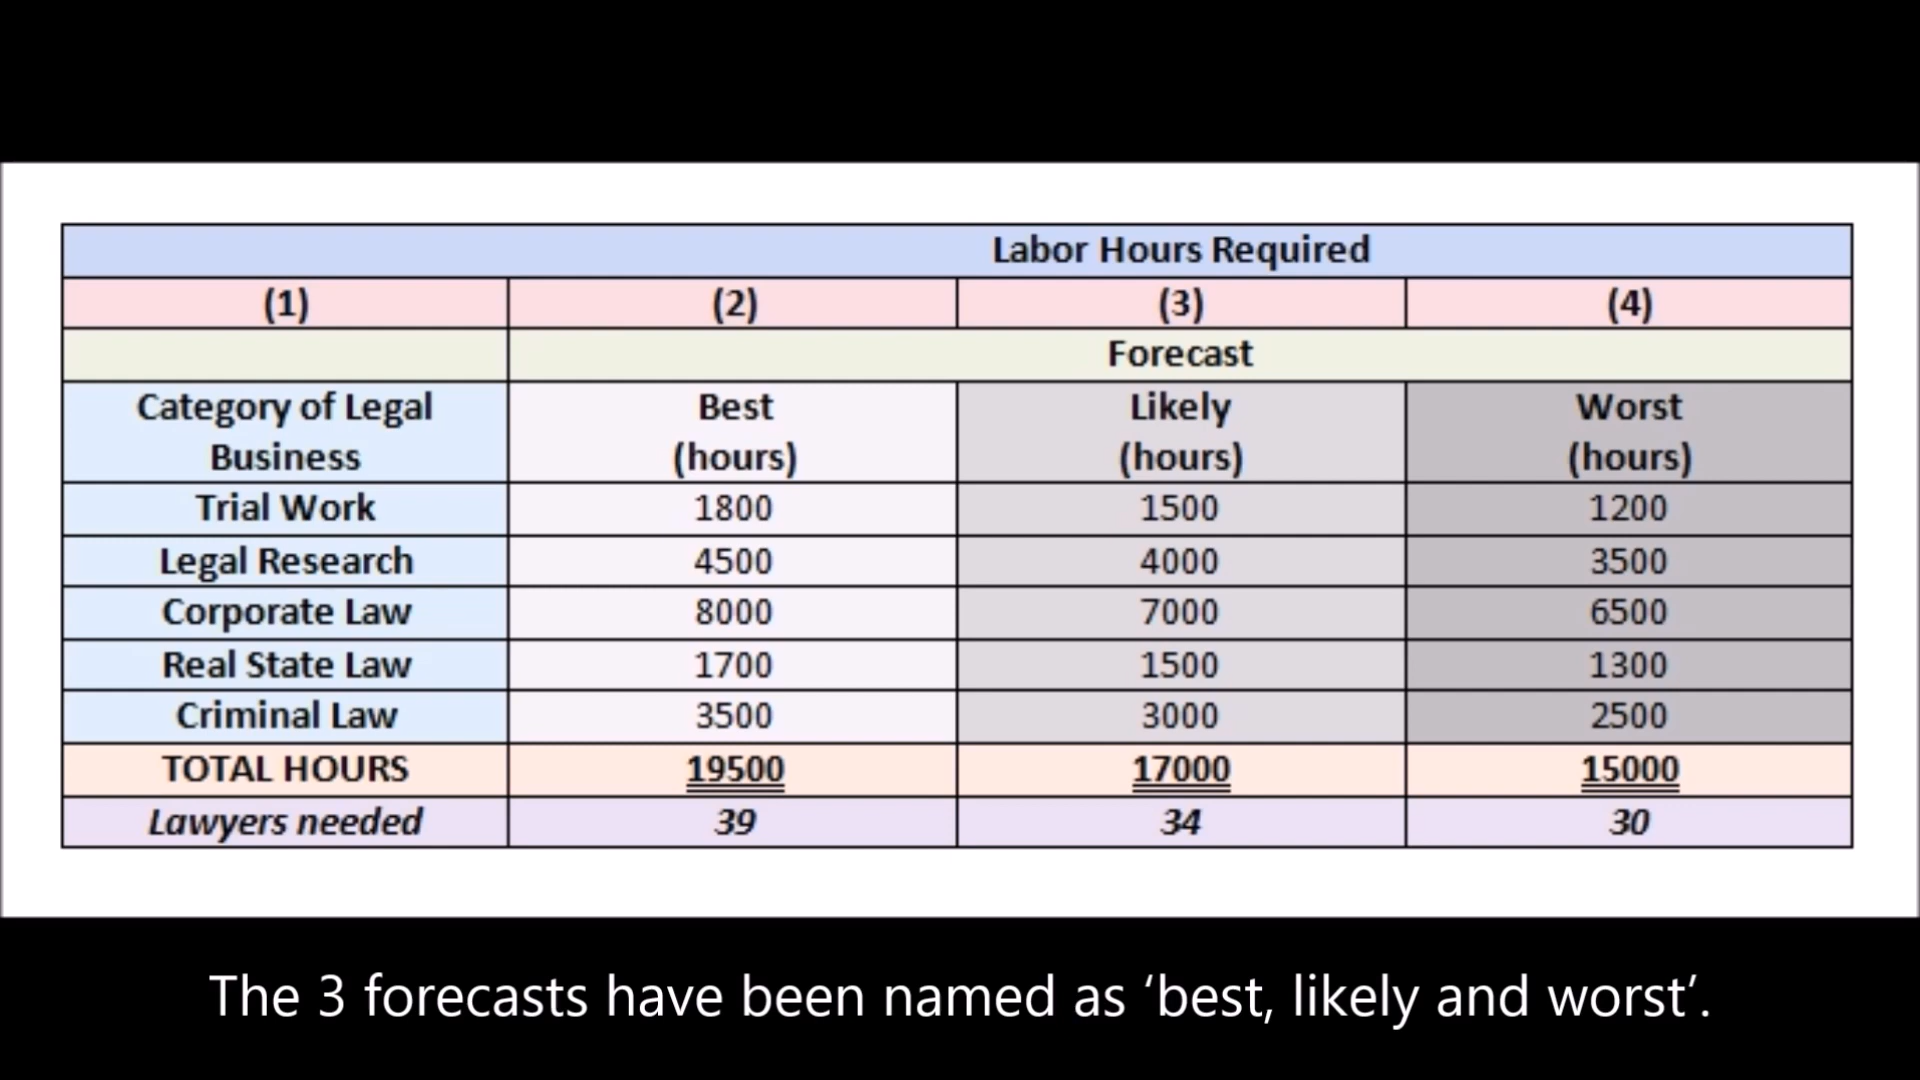 Labor Hours Required
(1) (2) (3) (4)
Forecast
Category of Legal Business Best (hours) Likely (hours) Worst (hours)
Trial Work 1800 1500 1200
Legal Research 4500 4000 3500
Corporate Law 8000 7000 6500
Real State Law 1700 1500 1300
Criminal Law 3500 3000 2500
TOTAL HOURS 19500 17000 15000
Lawyers needed 39 34 30
The 3 forecasts have been named as ‘best, likely and worst’.